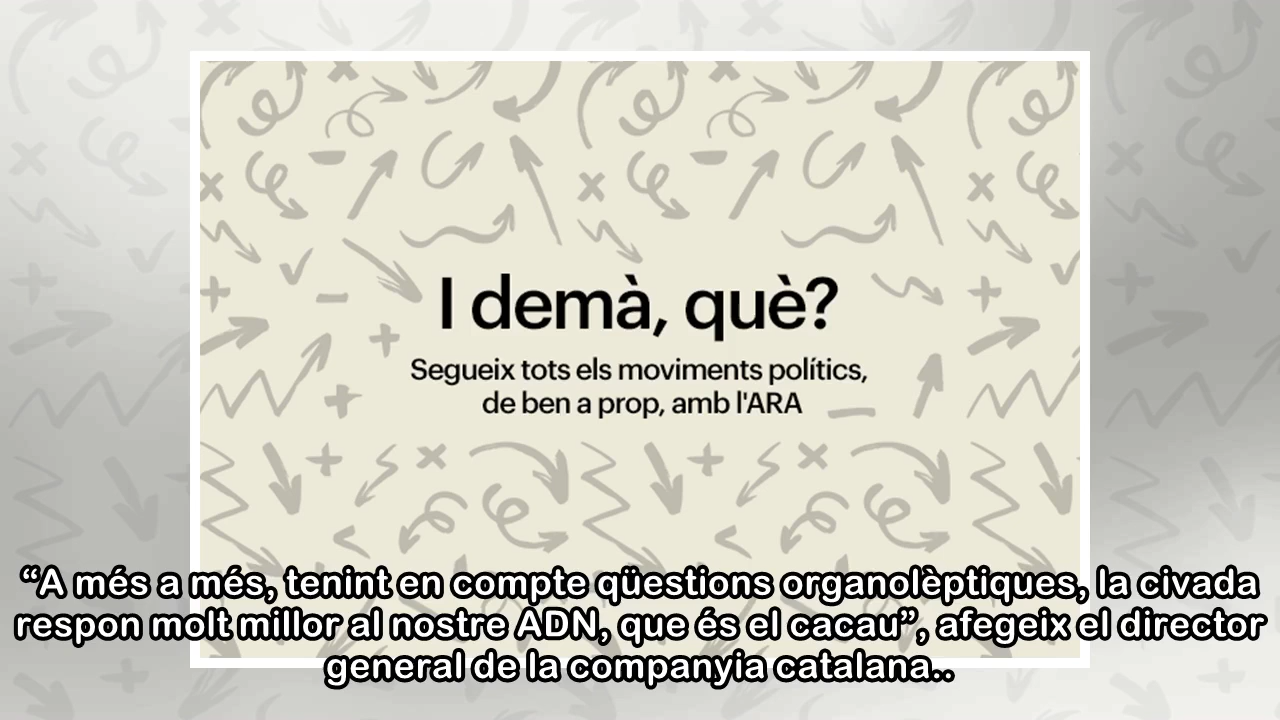 I demà, què?
Segueix tots els moviments polítics,
de ben a prop, amb l'ARA
“A més a més, tenint en compte qüestions organolèptiques, la civada
respon molt millor al nostre ADN, que és el cacau”, afegeix el director
general de la companyia catalana..